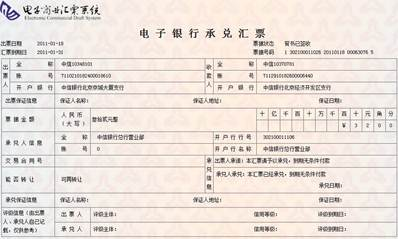 电子商业汇票系统
Electronic Commercial Draft System
电子银行承兑汇票
出票日期 2011-01-18 票据状态 背书已签收
汇票到期日 2011-01-31 票据号码 1 302100011026 20110118 00063076 5
出票人 全称 中信10348101 收款人 全称 中信10370781
账号 7110210182400010610 账号 7112910182600006440
开户银行 中信银行北京京城大厦支行 开户银行 中信银行北京经济开发区支行
出票保证信息 保证人名称: 保证人地址: 保证日期:
票据金额 人民币(大写) 叁拾贰元整 十亿千百十万千百十元角分
¥3200
承兑人信息 全称 中信银行总行营业部 开户行行号 302100011106
账号 0 开户行名称 中信银行总行营业部
交易合同号 承兑信息 出票人承诺:本汇票请予以承兑,到期无条件付款
能否转让 可再转让 承兑人承兑:本汇票已经承兑,到期无条件付款
承兑日期:
承兑保证信息 保证人名称: 保证人地址: 保证日期:
评级信息(由出票人、承兑人自己记载,仅供参考) 出票人 评级主体: 信用等级: 评级到期日:
承兑人 评级主体: 信用等级: 评级到期日: